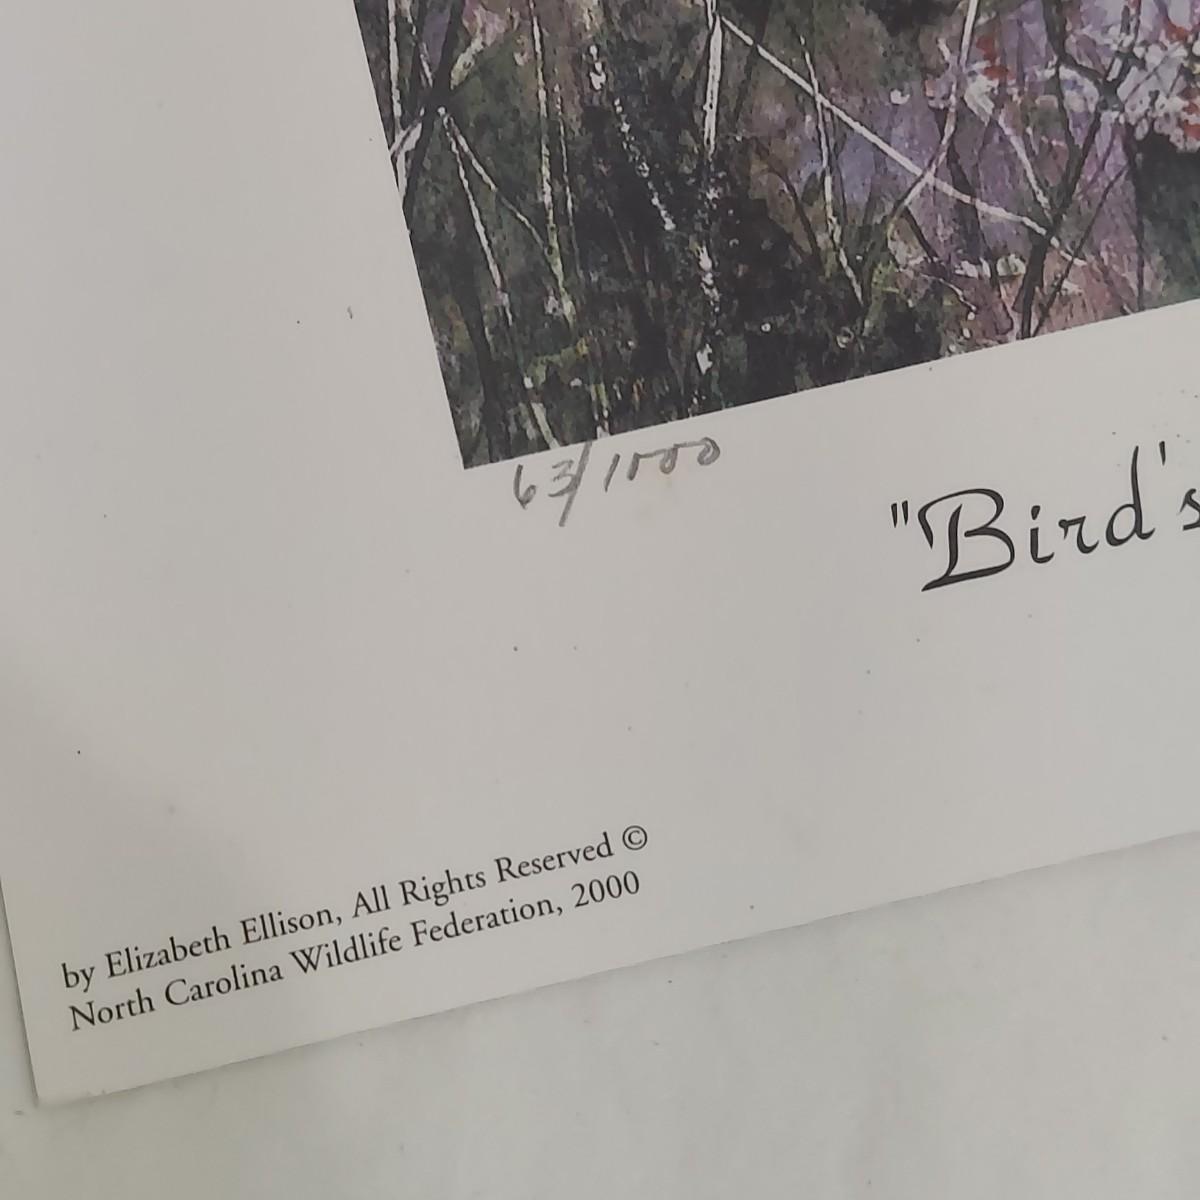 63/1000
"Bird's
by Elizabeth Ellison, All Rights Reserved ©
North Carolina Wildlife Federation, 2000